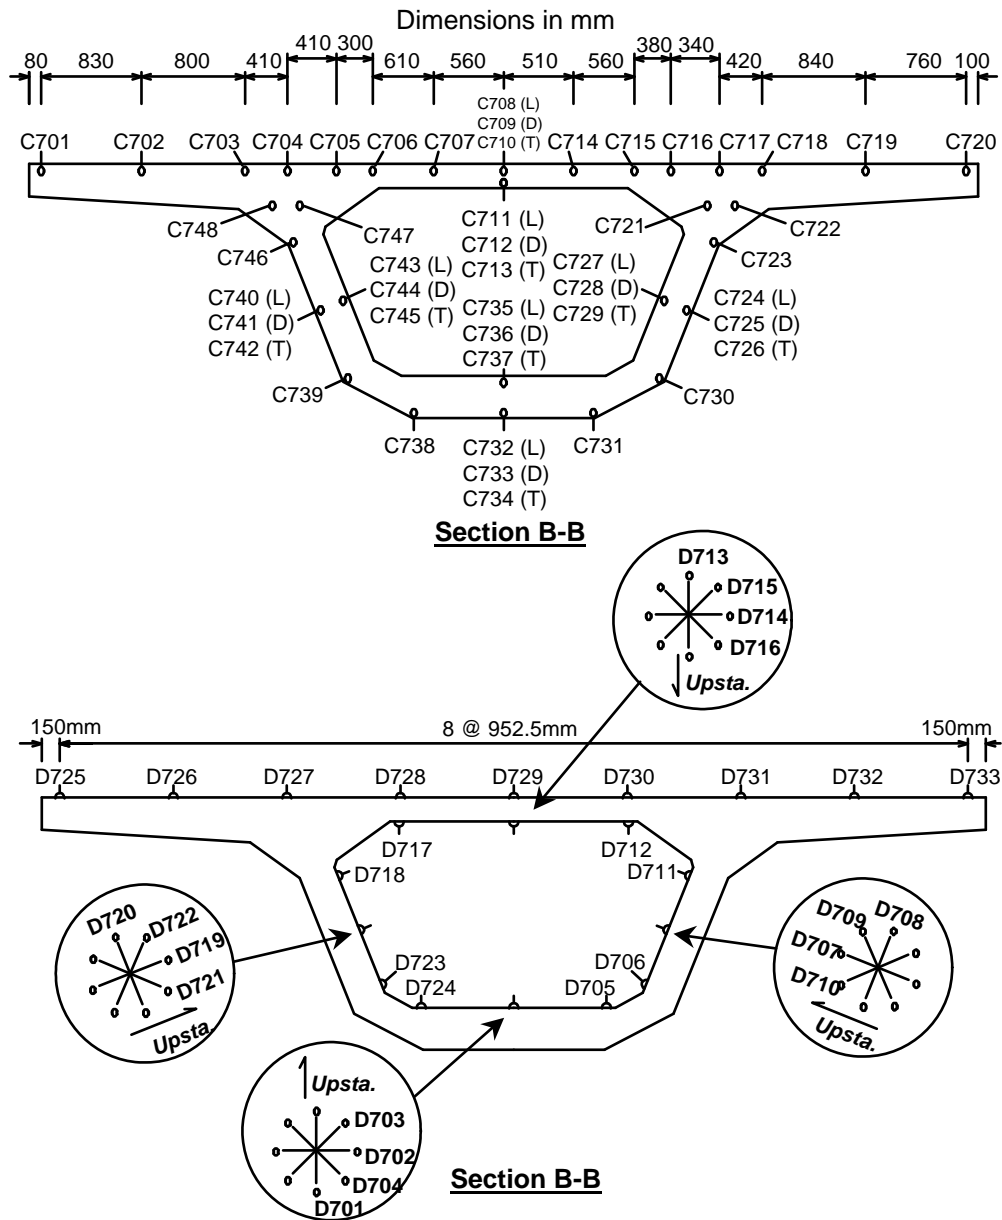 Dimensions in mm
80 830 800 410 410 300 610 560 510 560 380 340 420 840 760 100
C708 (L)
C709 (D)
C710 (T)
C701 C702 C703 C704 C705 C706 C707 C714 C715 C716 C717 C718 C719 C720
C748 C747 C721 C722
C746 C723
C711 (L)
C712 (D)
C713 (T)
C743 (L)
C744 (D)
C745 (T)
C727 (L)
C728 (D)
C729 (T)
C740 (L)
C741 (D)
C742 (T)
C735 (L)
C736 (D)
C737 (T)
C724 (L)
C725 (D)
C726 (T)
C739 C730
C738 C731
C732 (L)
C733 (D)
C734 (T)
Section B-B
D713
D715
D714
D716
Upsta.
150mm 8 @ 952.5mm 150mm
D725 D726 D727 D728 D729 D730 D731 D732 D733
D717 D712
D718 D711
D720 D722
D719
D721
Upsta.
D709 D708
D707
D710
Upsta.
D723 D706
D724 D705
Upsta.
D703
D702
D704
D701
Section B-B